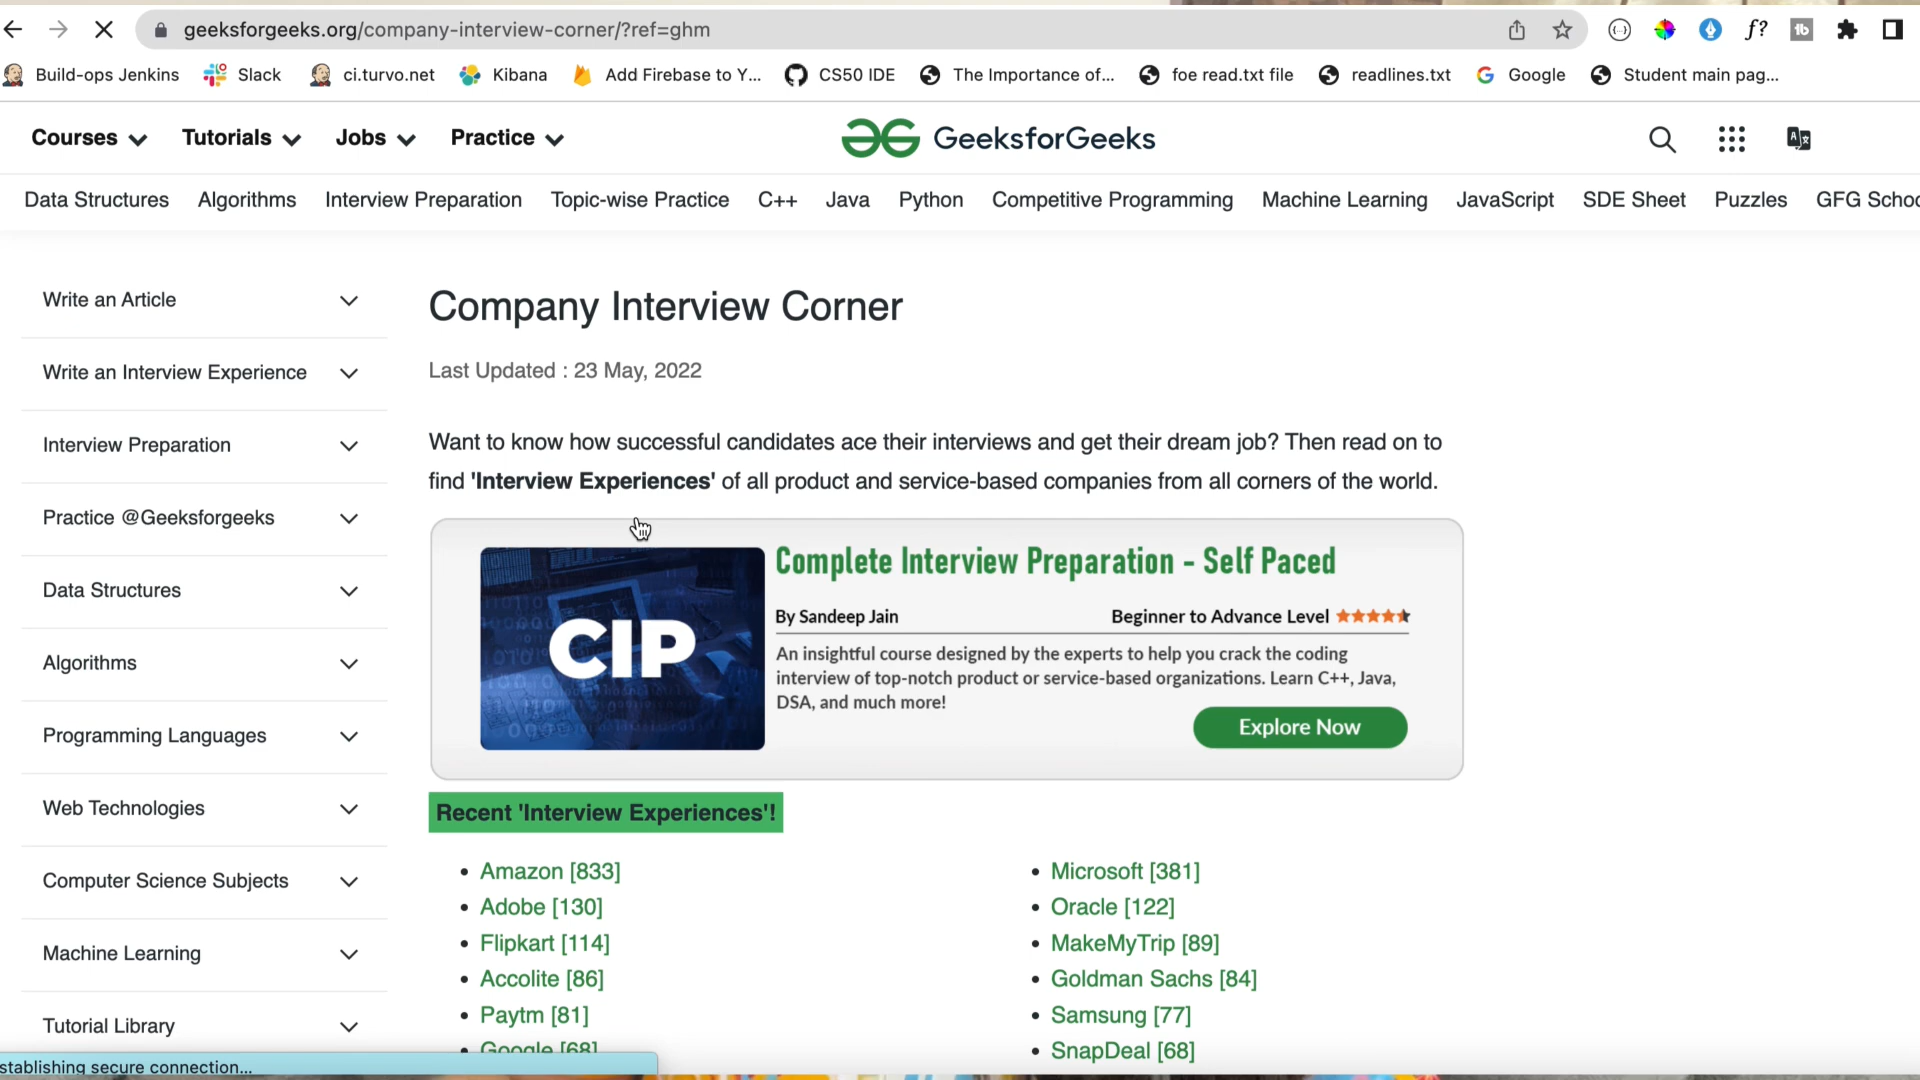 geeksforgeeks.org/company-interview-corner/?ref=ghm
Build-ops Jenkins Slack ci.turvo.net Kibana Add Firebase to Y... CS50 IDE The Importance of... foe read.txt file readlines.txt Google Student main pag...
Courses Tutorials Jobs Practice GeeksforGeeks
Data Structures Algorithms Interview Preparation Topic-wise Practice C++ Java Python Competitive Programming Machine Learning JavaScript SDE Sheet Puzzles GFG Schoo
Write an Article
Write an Interview Experience
Interview Preparation
Practice @Geeksforgeeks
Data Structures
Algorithms
Programming Languages
Web Technologies
Computer Science Subjects
Machine Learning
Tutorial Library
Company Interview Corner
Last Updated : 23 May, 2022
Want to know how successful candidates ace their interviews and get their dream job? Then read on to
find 'Interview Experiences' of all product and service-based companies from all corners of the world.
CIP
Complete Interview Preparation - Self Paced
By Sandeep Jain Beginner to Advance Level
An insightful course designed by the experts to help you crack the coding
interview of top-notch product or service-based organizations. Learn C++, Java,
DSA, and much more!
Explore Now
Recent 'Interview Experiences'!
Amazon [833]
Adobe [130]
Flipkart [114]
Accolite [86]
Paytm [81]
Google [68]
Microsoft [381]
Oracle [122]
MakeMyTrip [89]
Goldman Sachs [84]
Samsung [77]
SnapDeal [68]
stablishing secure connection...